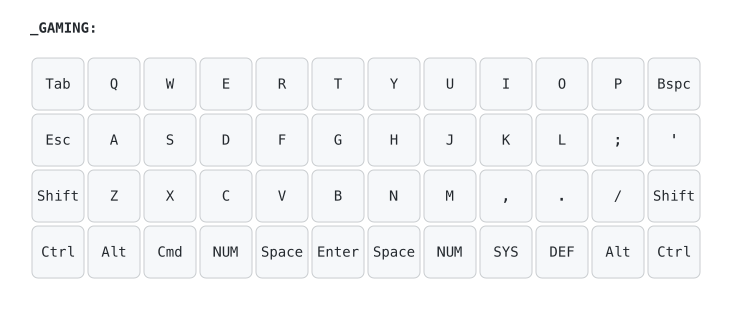 _GAMING:
Tab Q W E R T Y U I O P Bspc
Esc A S D F G H J K L ; '
Shift Z X C V B N M , . / Shift
Ctrl Alt Cmd NUM Space Enter Space NUM SYS DEF Alt Ctrl